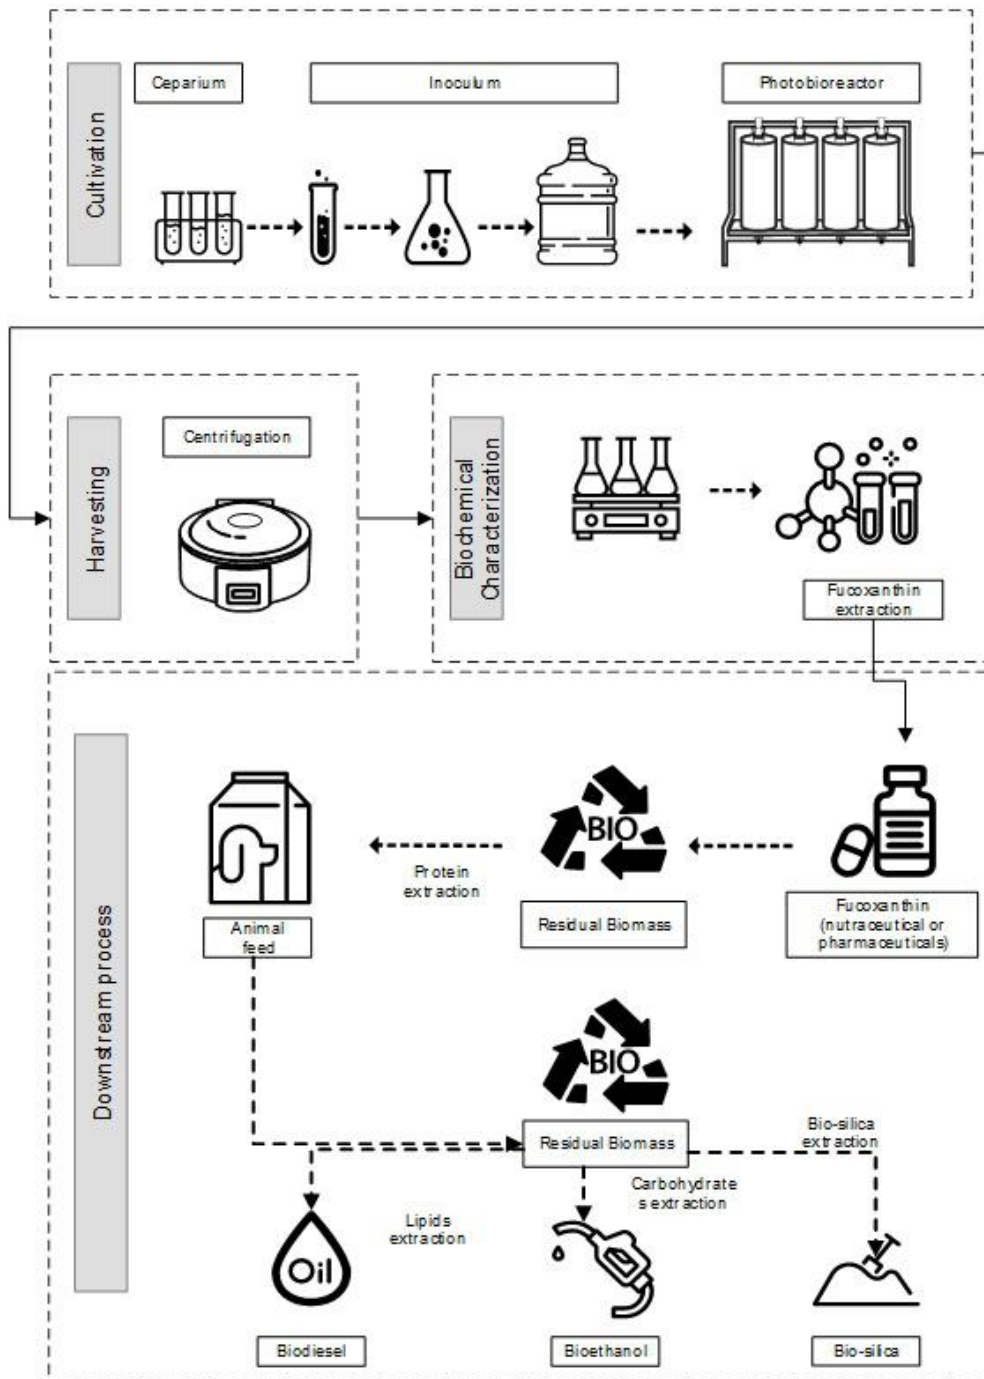 Cultivation
Ceparium
Inoculum
Photobioreactor
Harvesting
Centrifugation
Biochemical
Characterization
Fucoxanthin
extraction
Downstream process
Animal
feed
Protein
extraction
BIO
Residual Biomass
Fucoxanthin
(nutraceutical or
pharmaceuticals)
BIO
Residual Biomass
Bio-silica
extraction
Carbohydrate
s extraction
Lipids
extraction
Oil
Biodiesel
Bioethanol
Bio-silica